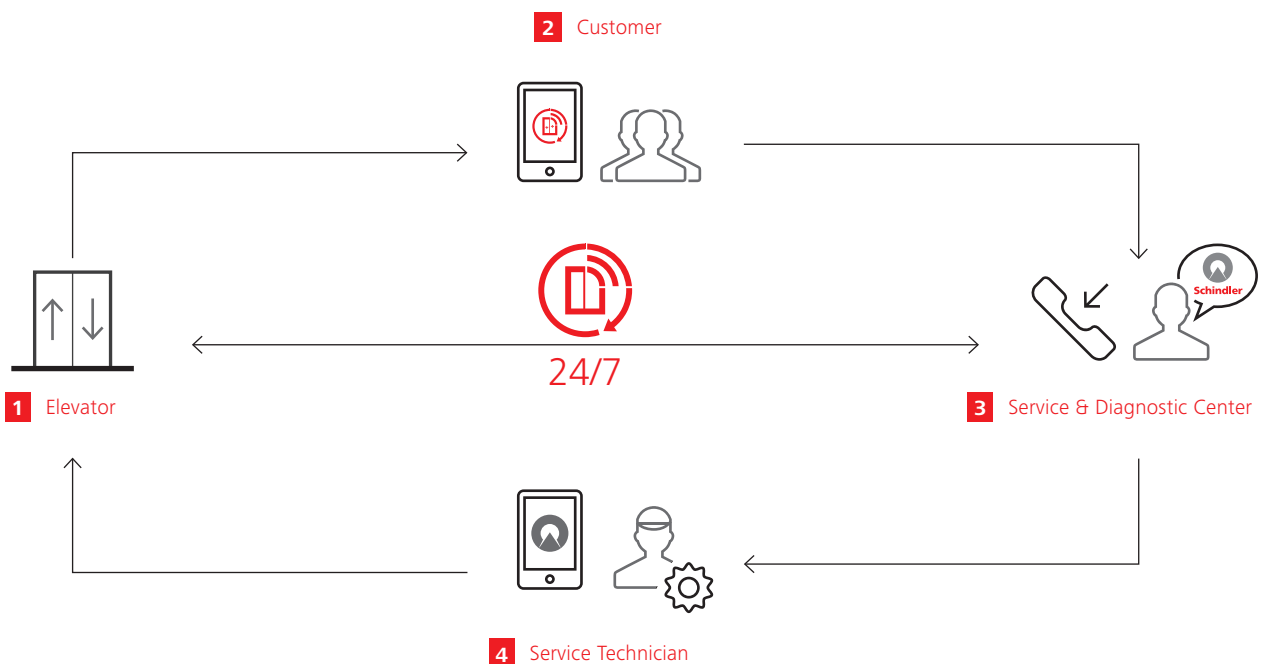 2 Customer
Schindler
24/7
1 Elevator
3 Service & Diagnostic Center
4 Service Technician